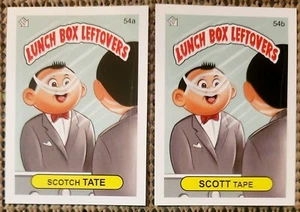 54a
LUNCH BOX LEFTOVERS
SCOTCH TATE
54b
LUNCH BOX LEFTOVERS
SCOTT TAPE